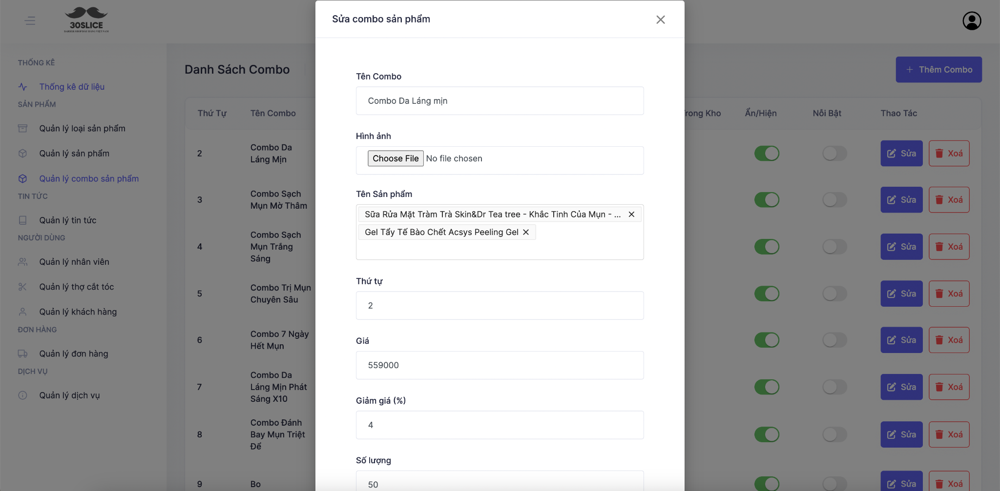 30SLICE
BARBER SHOP ĐẦU HÀNG VIỆT NAM
THỐNG KÊ
Thống kê dữ liệu
SẢN PHẨM
Quản lý loại sản phẩm
Quản lý sản phẩm
Quản lý combo sản phẩm
TIN TỨC
Quản lý tin tức
NGƯỜI DÙNG
Quản lý nhân viên
Quản lý thợ cắt tóc
Quản lý khách hàng
ĐƠN HÀNG
Quản lý đơn hàng
DỊCH VỤ
Quản lý dịch vụ
Danh Sách Combo
Thêm Combo
Thứ Tự Tên Combo Trong Kho Ẩn/Hiện Nỗi Bật Thao Tác
2 Combo Da Sửa Xoá
Láng Mịn
3 Combo Sạch Sửa Xoá
Mụn Mờ Thâm
4 Combo Sạch Sửa Xoá
Mụn Trắng
Sáng
5 Combo Trị Mụn Sửa Xoá
Chuyên Sâu
6 Combo 7 Ngày Sửa Xoá
Hết Mụn
7 Combo Da Sửa Xoá
Láng Mịn Phát
Sáng X10
8 Combo Đánh Sửa Xoá
Bay Mụn Triệt
Để
9 Bo Sửa Xoá
Sửa combo sản phẩm
Tên Combo
Combo Da Láng mịn
Hình ảnh
Choose File No file chosen
Tên Sản phẩm
Sữa Rửa Mặt Tràm Trà Skin&Dr Tea tree - Khắc Tinh Của Mụn - ...
Gel Tẩy Tế Bào Chết Acsys Peeling Gel
Thứ tự
2
Giá
559000
Giảm giá (%)
4
Số lượng
50